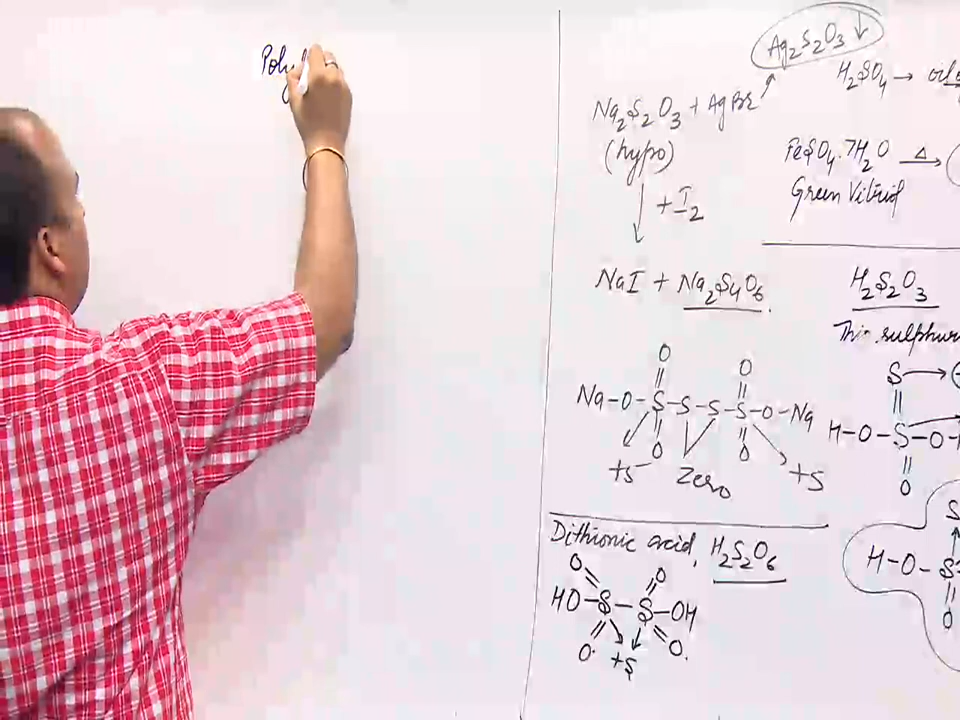 Poly
Ag2S2O3 ↓
H2SO4 →
Na2S2O3 + AgBr
(hypo)
+ I2
FeSO4.7H2O Δ→
Green Vitriol
NaI + Na2S4O6.
H2S2O3
O O
Na-O-S-S-S-S-O-Na
O O
+5 Zero +5
S →
H-O-S-O-
O
Dithionic acid, H2S2O6
O O
HO-S-S-OH
O O.
+5
S
H-O-S
O